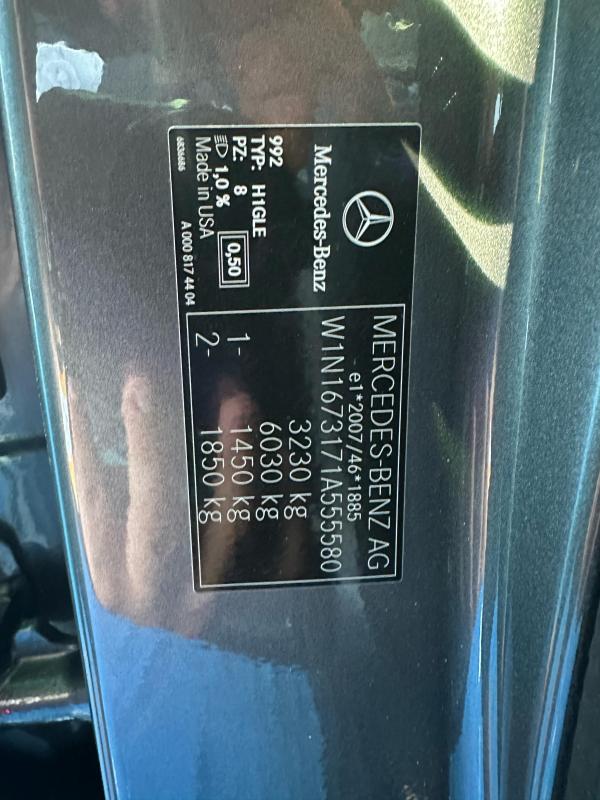 Mercedes-Benz
992
TYP: H1GLE
PZ: 8
1,0 %
0,50
Made in USA
6836686
A 000 817 44 04
MERCEDES-BENZ AG
e1*2007/46*1885
W1N1673171A555580
3230 kg
6030 kg
1- 1450 kg
2- 1850 kg